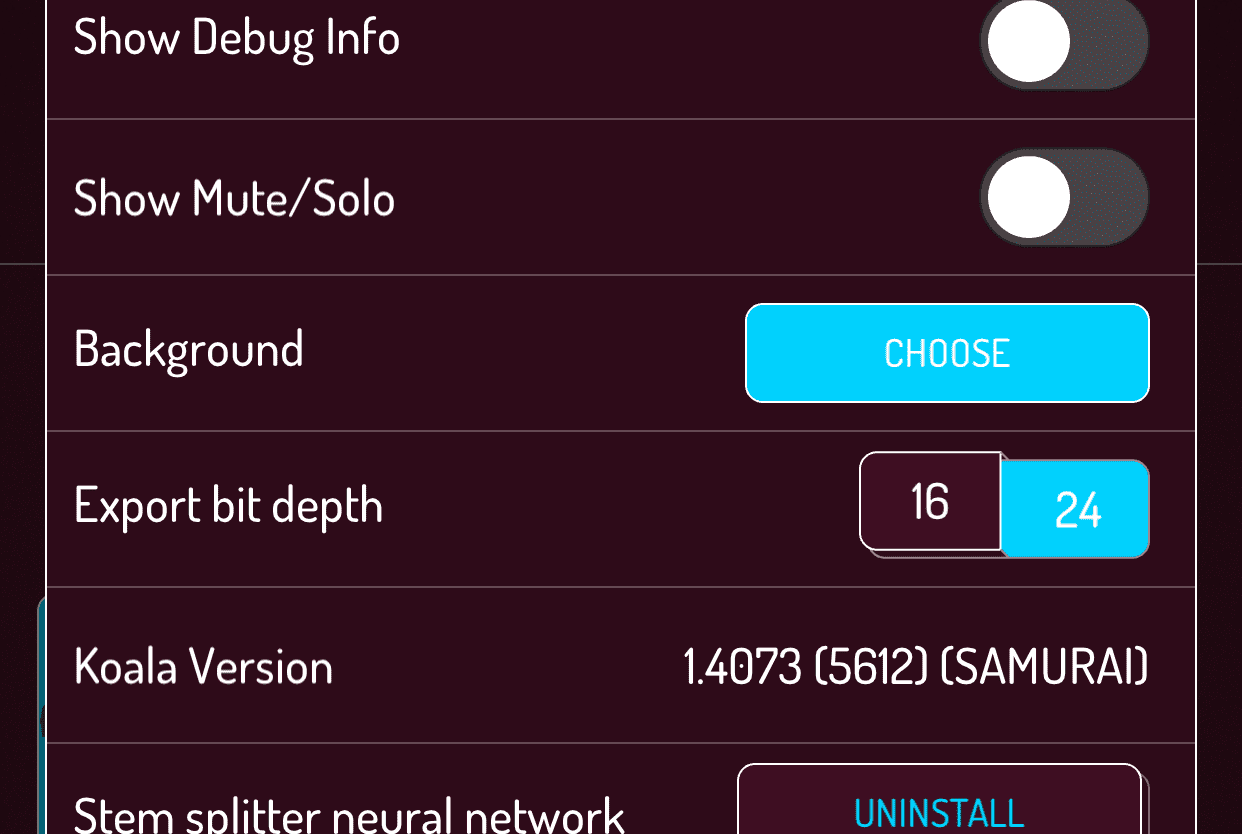 Show Debug Info
Show Mute/Solo
Background CHOOSE
Export bit depth 16 24
Koala Version 1.4073 (5612) (SAMURAI)
Stem splitter neural network UNINSTALL